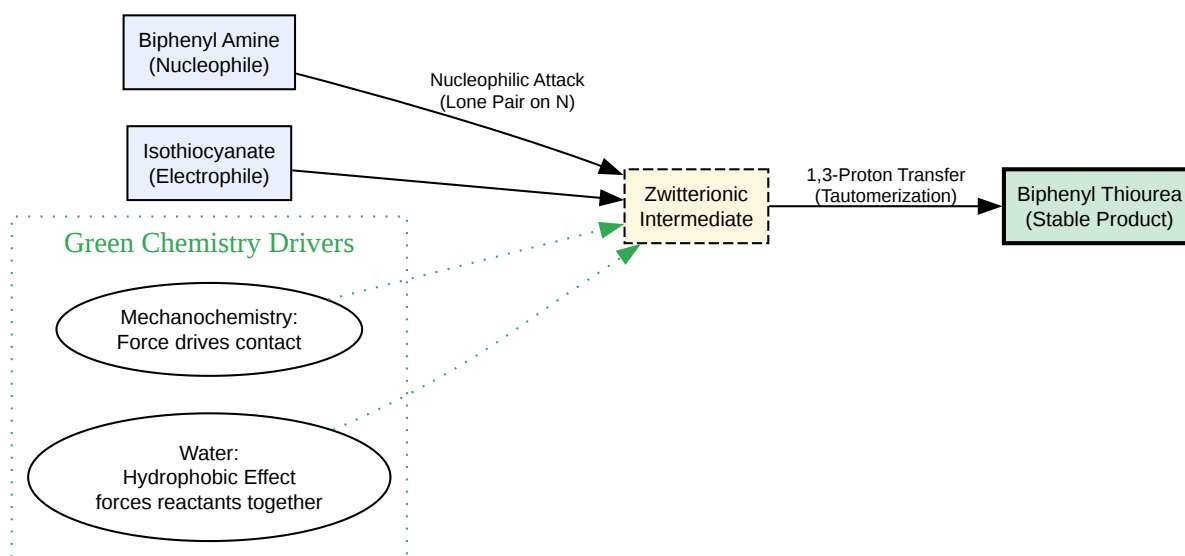 Biphenyl Amine
(Nucleophile)
Nucleophilic Attack
(Lone Pair on N)
Isothiocyanate
(Electrophile)
Zwitterionic
Intermediate
1,3-Proton Transfer
(Tautomerization)
Biphenyl Thiourea
(Stable Product)
Green Chemistry Drivers
Mechanochemistry:
Force drives contact
Water:
Hydrophobic Effect
forces reactants together